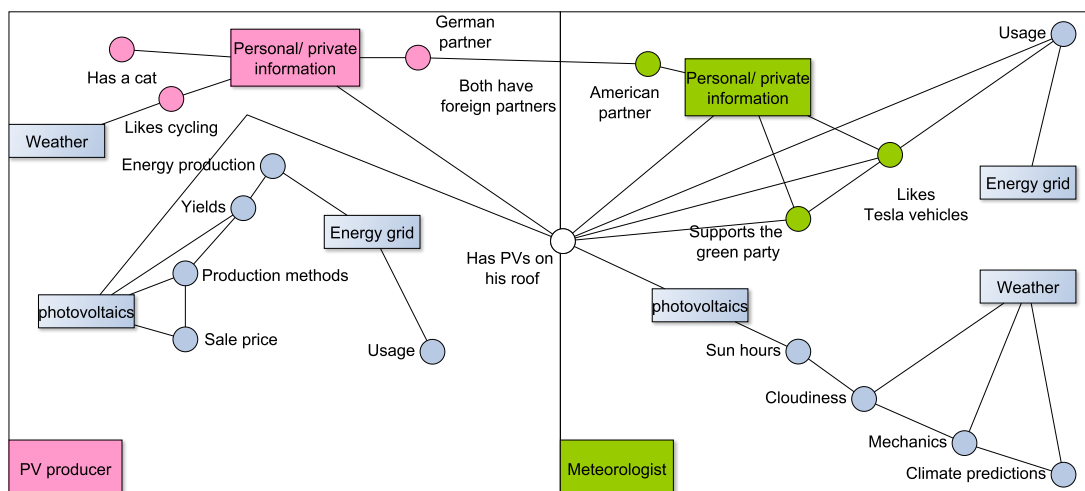 German
partner
Personal/ private
information
Has a cat
Both have
foreign partners
Likes cycling
Weather
Energy production
Yields
Energy grid
Production methods
photovoltaics
Sale price
Usage
PV producer
Has PVs on
his roof
Usage
Personal/ private
information
American
partner
Energy grid
Likes
Tesla vehicles
Supports the
green party
Weather
photovoltaics
Sun hours
Cloudiness
Mechanics
Climate predictions
Meteorologist